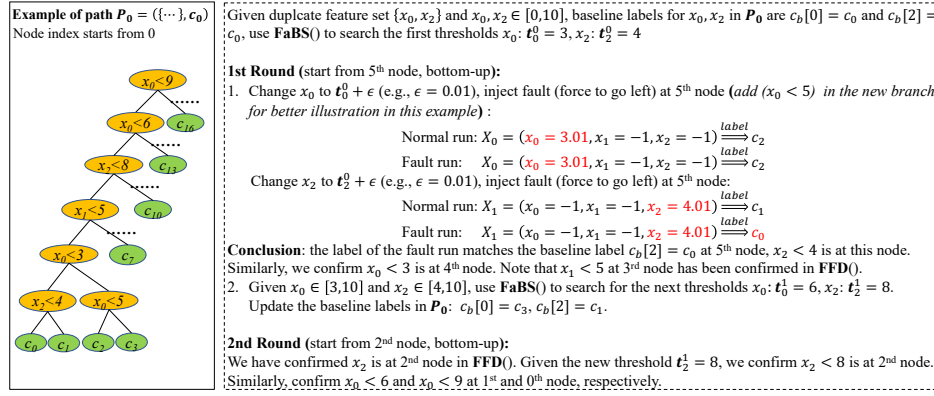 Example of path P₀ = ({⋯}, c₀)
Node index starts from 0
x₀<9
......
x₀<6
c₁₆
......
x₂<8
c₁₃
......
x₁<5
c₁₀
......
x₀<3
c₇
x₂<4
x₀<5
c₀
c₁
c₂
c₃
Given duplcate feature set {x₀, x₂} and x₀, x₂ ∈ [0,10], baseline labels for x₀, x₂ in P₀ are c_b[0] = c₀ and c_b[2] =
c₀, use FaBS() to search the first thresholds x₀: t₀⁰ = 3, x₂: t₂⁰ = 4
1st Round (start from 5th node, bottom-up):
1. Change x₀ to t₀⁰ + ϵ (e.g., ϵ = 0.01), inject fault (force to go left) at 5th node (add (x₀ < 5) in the new branch
for better illustration in this example) :
Normal run: X₀ = (x₀ = 3.01, x₁ = −1, x₂ = −1) ⟹ label c₂
Fault run: X₀ = (x₀ = 3.01, x₁ = −1, x₂ = −1) ⟹ label c₂
Change x₂ to t₂⁰ + ϵ (e.g., ϵ = 0.01), inject fault (force to go left) at 5th node:
Normal run: X₁ = (x₀ = −1, x₁ = −1, x₂ = 4.01) ⟹ label c₁
Fault run: X₁ = (x₀ = −1, x₁ = −1, x₂ = 4.01) ⟹ label c₀
Conclusion: the label of the fault run matches the baseline label c_b[2] = c₀ at 5th node, x₂ < 4 is at this node.
Similarly, we confirm x₀ < 3 is at 4th node. Note that x₁ < 5 at 3rd node has been confirmed in FFD().
2. Given x₀ ∈ [3,10] and x₂ ∈ [4,10], use FaBS() to search for the next thresholds x₀: t₀¹ = 6, x₂: t₂¹ = 8.
Update the baseline labels in P₀: c_b[0] = c₃, c_b[2] = c₁.
2nd Round (start from 2nd node, bottom-up):
We have confirmed x₂ is at 2nd node in FFD(). Given the new threshold t₂¹ = 8, we confirm x₂ < 8 is at 2nd node.
Similarly, confirm x₀ < 6 and x₀ < 9 at 1st and 0th node, respectively.